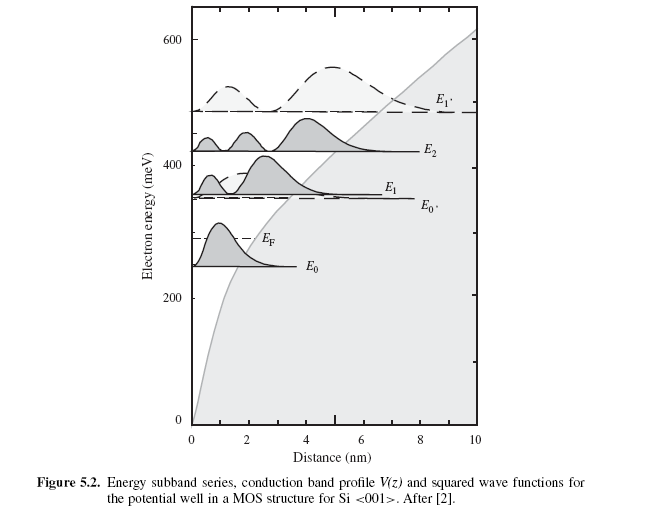 600
E1'
E2
400
E1
E0'
EF
E0
200
0
0 2 4 6 8 10
Distance (nm)
Electron energy (meV)
Figure 5.2. Energy subband series, conduction band profile V(z) and squared wave functions for
the potential well in a MOS structure for Si <001>. After [2].